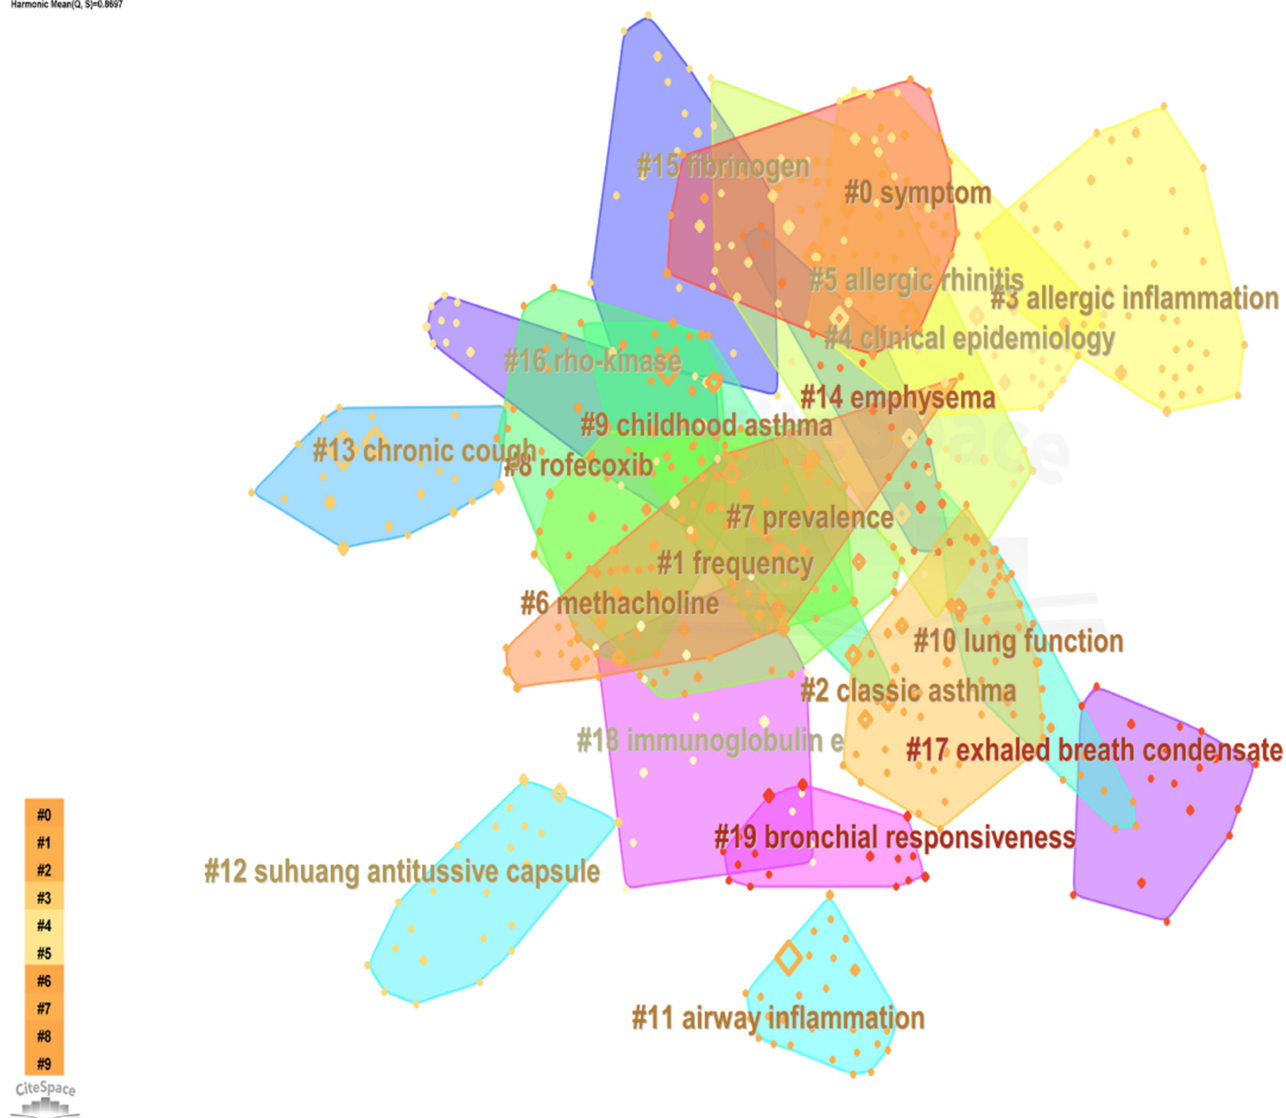 Harmonic Mean(Q, S)=0.8697
#15 fibrinogen
#0 symptom
#5 allergic rhinitis
#3 allergic inflammation
#4 clinical epidemiology
#16 rho-kinase
#14 emphysema
#9 childhood asthma
#13 chronic cough
#8 rofecoxib
#7 prevalence
#1 frequency
#6 methacholine
#10 lung function
#2 classic asthma
#18 immunoglobulin e
#17 exhaled breath condensate
#19 bronchial responsiveness
#12 suhuang antitussive capsule
#11 airway inflammation
#0
#1
#2
#3
#4
#5
#6
#7
#8
#9
CiteSpace